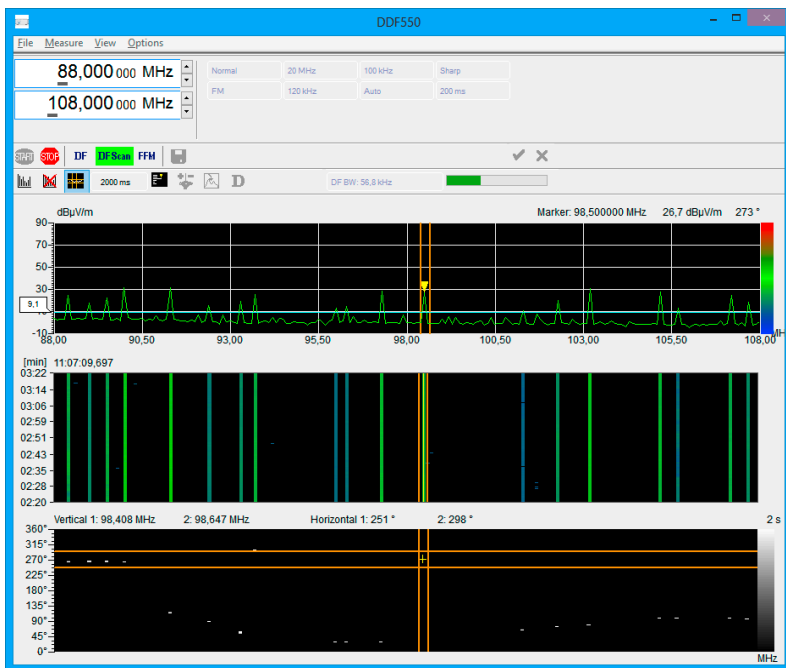 DDF550
File Measure View Options
88,000 000 MHz Normal 20 MHz 100 kHz Sharp
108,000 000 MHz FM 120 kHz Auto 200 ms
START STOP DF DFScan FFM
2000 ms D DF BW: 56,8 kHz
dBµV/m Marker: 98,500000 MHz 26,7 dBµV/m 273 °
90
70
50
30
9,1
10
-10
88,00 90,50 93,00 95,50 98,00 100,50 103,00 105,50 108,00
[min] 11:07:09,697
03:22
03:14
03:06
02:59
02:51
02:43
02:35
02:28
02:20
Vertical 1: 98,408 MHz 2: 98,647 MHz Horizontal 1: 251 ° 2: 298 ° 2 s
360°
315°
270°
225°
180°
135°
90°
45°
0°
MHz